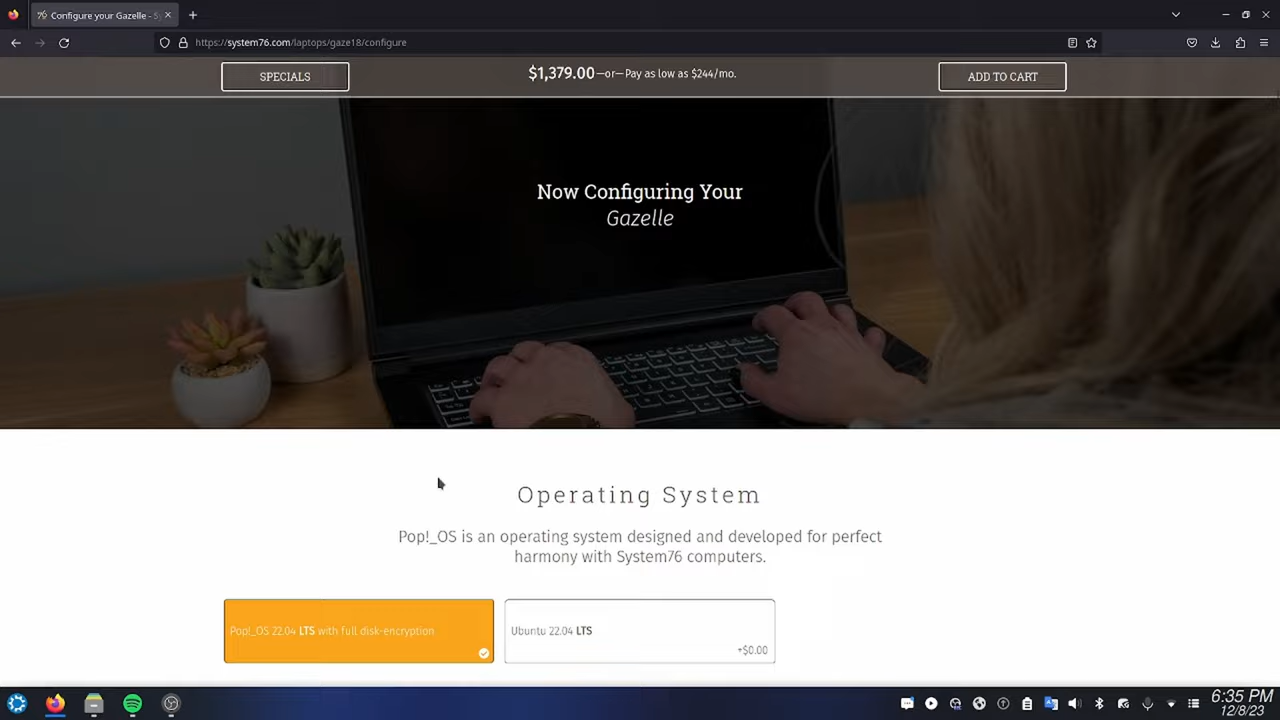 Configure your Gazelle - S
https://system76.com/laptops/gaze18/configure
SPECIALS
$1,379.00—or—Pay as low as $244/mo.
ADD TO CART
Now Configuring Your
Gazelle
Operating System
Pop!_OS is an operating system designed and developed for perfect
harmony with System76 computers.
Pop!_OS 22.04 LTS with full disk-encryption
Ubuntu 22.04 LTS
+$0.00
6:35 PM
12/8/23